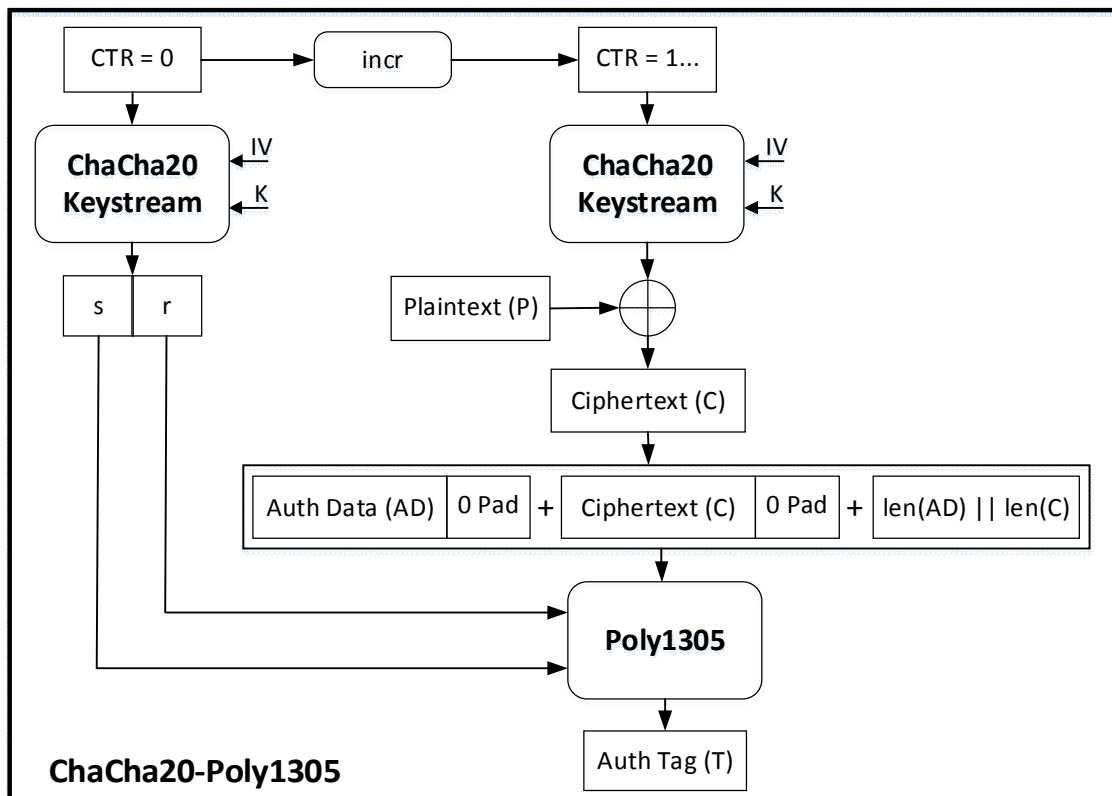 CTR = 0
incr
CTR = 1...
ChaCha20
Keystream
IV
K
ChaCha20
Keystream
IV
K
s
r
Plaintext (P)
Ciphertext (C)
Auth Data (AD)
0 Pad
+
Ciphertext (C)
0 Pad
+
len(AD) || len(C)
Poly1305
Auth Tag (T)
ChaCha20-Poly1305